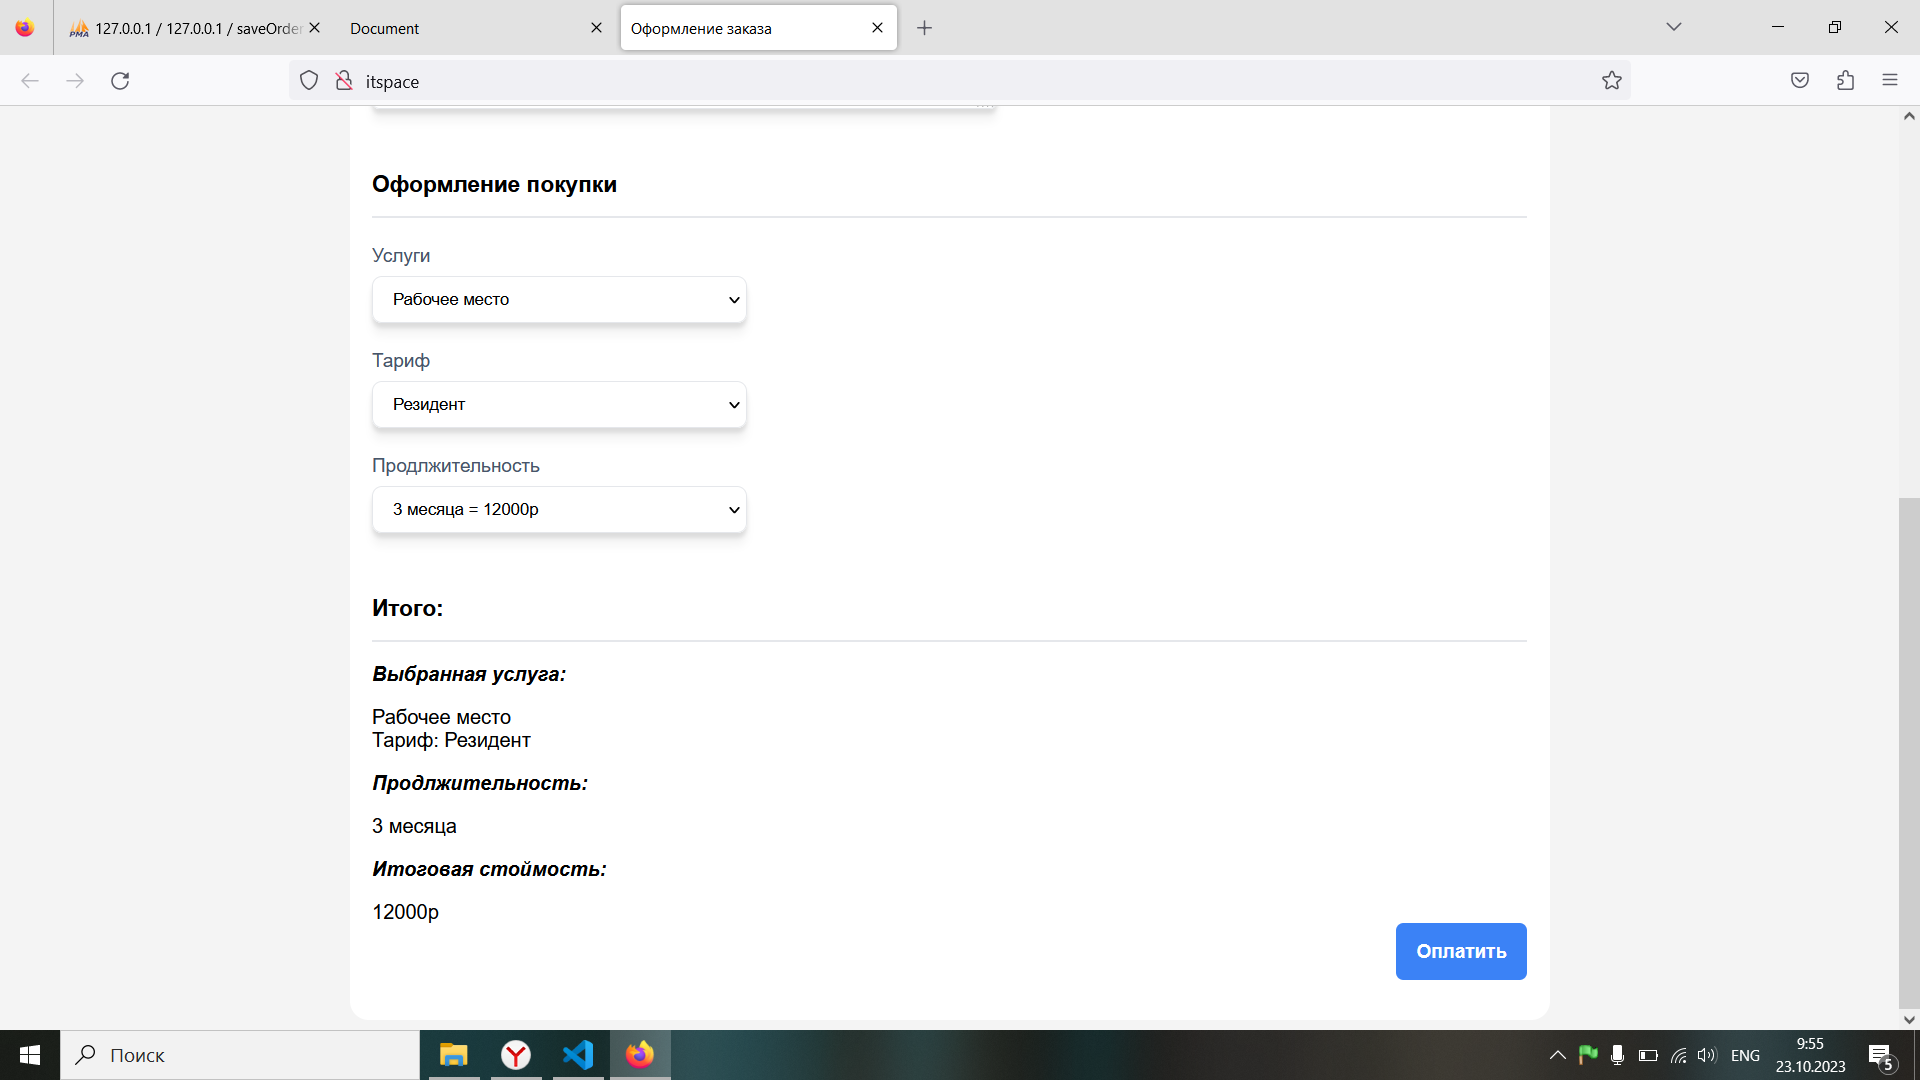 127.0.0.1 / 127.0.0.1 / saveOrder
Document
Оформление заказа
itspace
Оформление покупки
Услуги
Рабочее место
Тариф
Резидент
Продлжительность
3 месяца = 12000р
Итого:
Выбранная услуга:
Рабочее место
Тариф: Резидент
Продлжительность:
3 месяца
Итоговая стоймость:
12000р
Оплатить
Поиск
ENG
9:55
23.10.2023
5